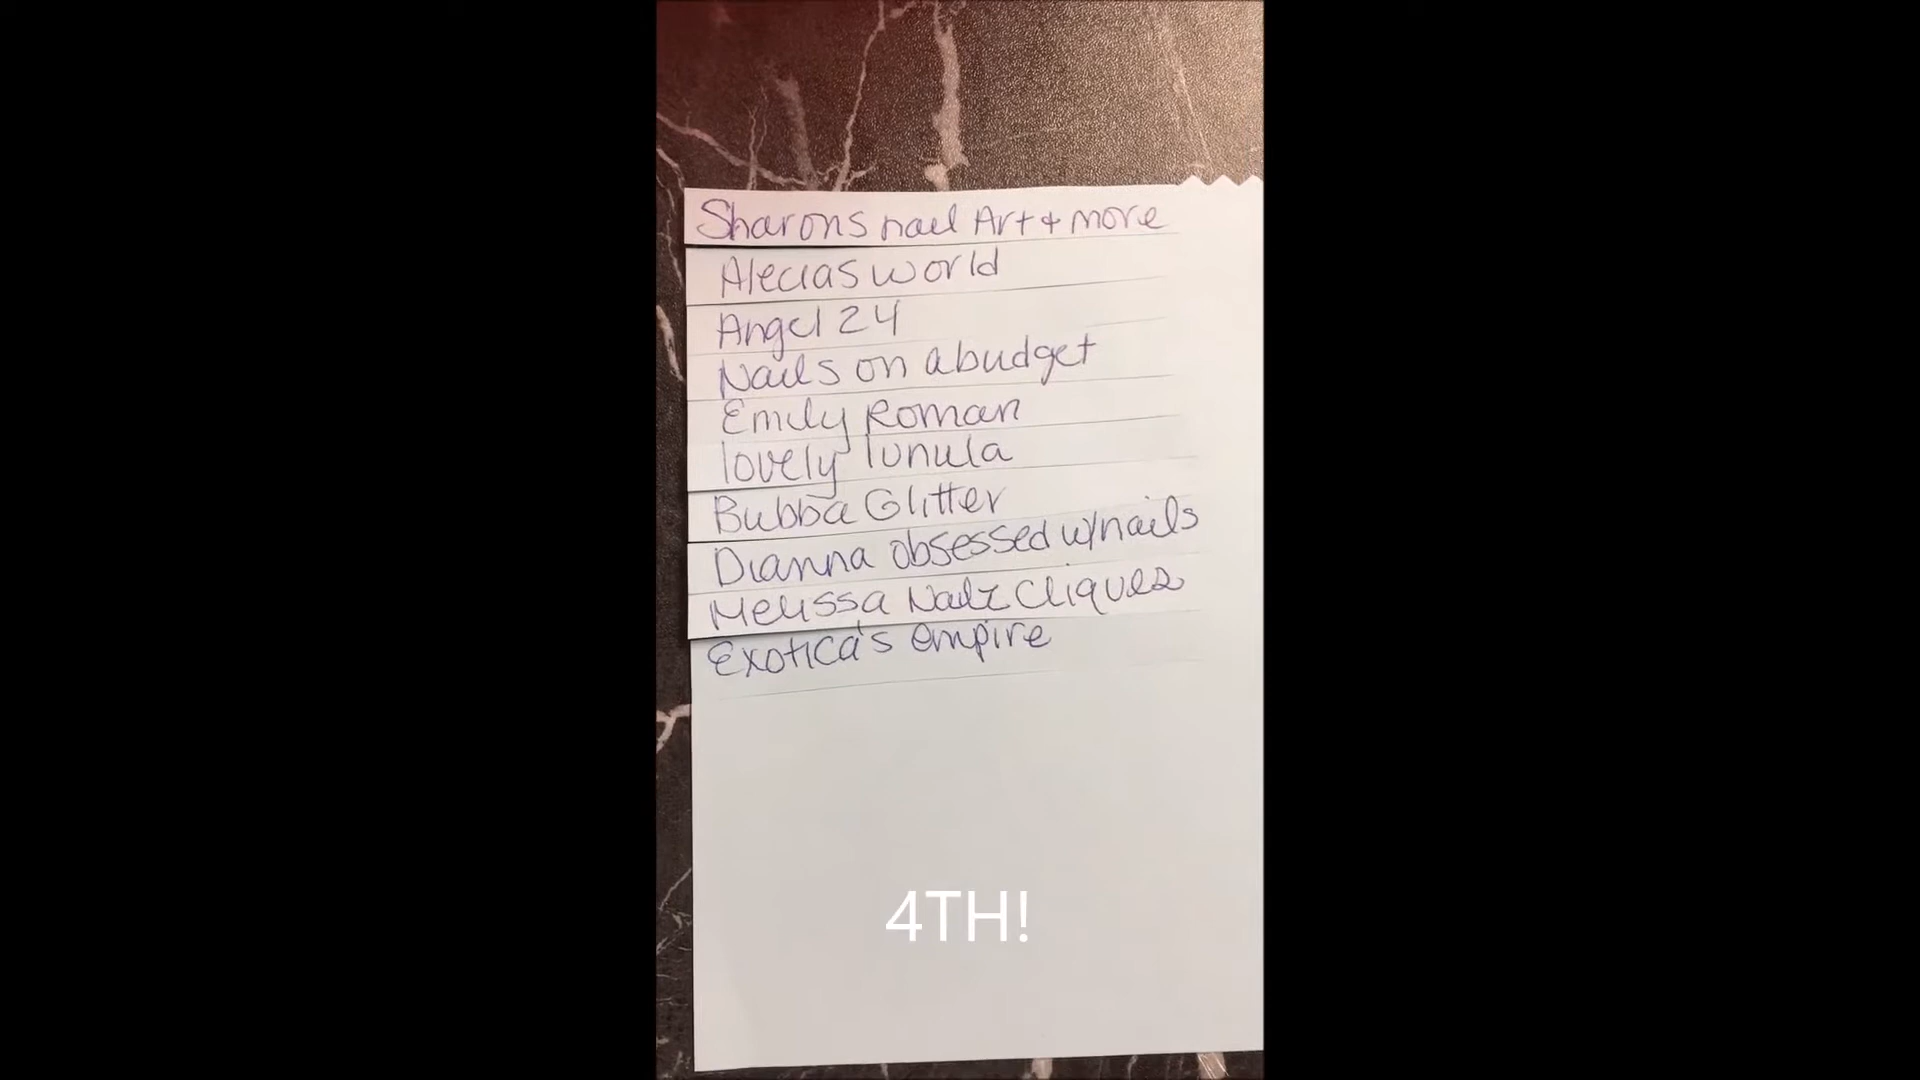 Sharons nail Art & more
Alecias world
Angel 24
Nails on a budget
Emily Roman
lovely lunula
Bubba Glitter
Dianna obsessed w/nails
Melissa Nailz Cliques
Exotica's empire
4TH!